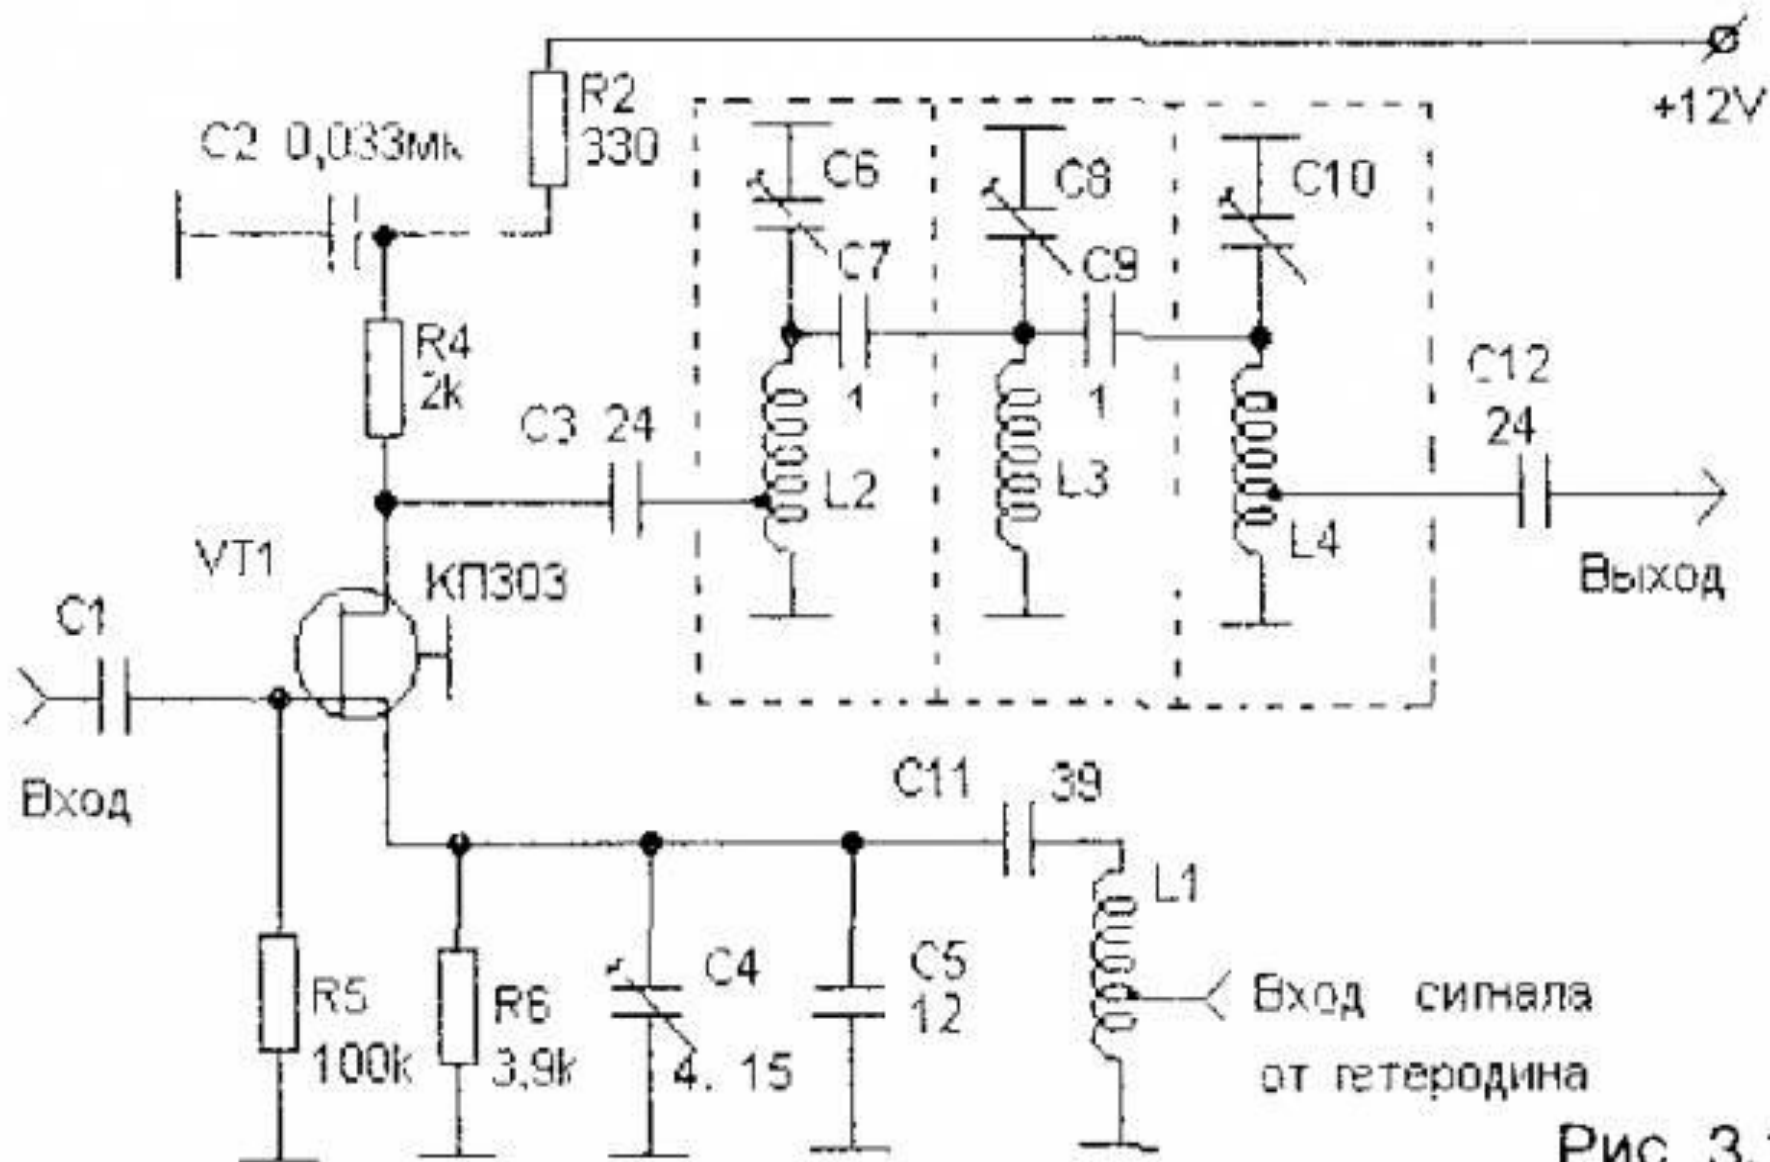 +12V
R2
330
C2 0,033мк
C6
C8
C10
C7
C9
R4
2k
1
1
C12
24
C3 24
L2
L3
L4
VT1
КП303
Выход
C1
Вход
C11 39
L1
R5
100k
R6
3,9k
C4
4. 15
C5
12
Вход сигнала
от гетеродина
Рис 3.